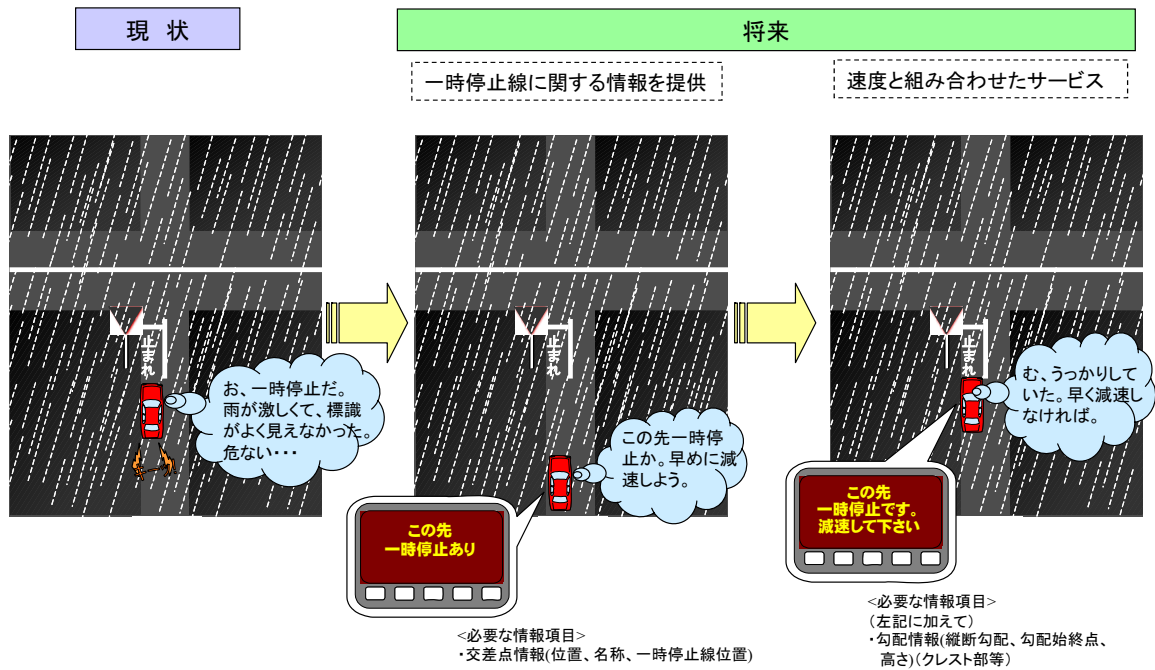 現 状
将来
一時停止線に関する情報を提供
速度と組み合わせたサービス
止まれ
お、一時停止だ。
雨が激しくて、標識
がよく見えなかった。
危ない・・・
止まれ
この先一時停
止か。早めに減
速しよう。
この先
一時停止あり
<必要な情報項目>
・交差点情報(位置、名称、一時停止線位置)
止まれ
む、うっかりして
いた。早く減速し
なければ。
この先
一時停止です。
減速して下さい
<必要な情報項目>
(左記に加えて)
・勾配情報(縦断勾配、勾配始終点、
高さ)(クレスト部等)